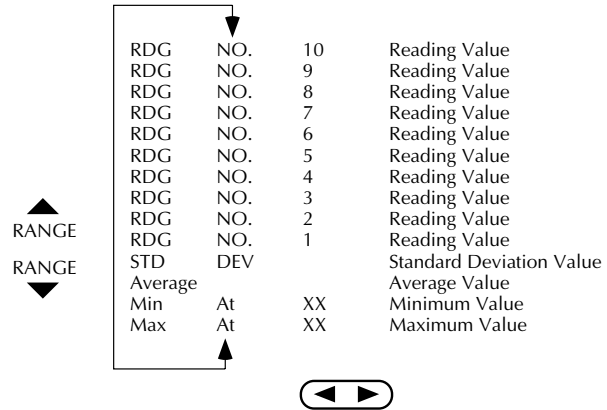 RDG NO. 10 Reading Value
RDG NO. 9 Reading Value
RDG NO. 8 Reading Value
RDG NO. 7 Reading Value
RDG NO. 6 Reading Value
RDG NO. 5 Reading Value
RDG NO. 4 Reading Value
RDG NO. 3 Reading Value
RDG NO. 2 Reading Value
RDG NO. 1 Reading Value
STD DEV Standard Deviation Value
Average Average Value
Min At XX Minimum Value
Max At XX Maximum Value
RANGE
RANGE